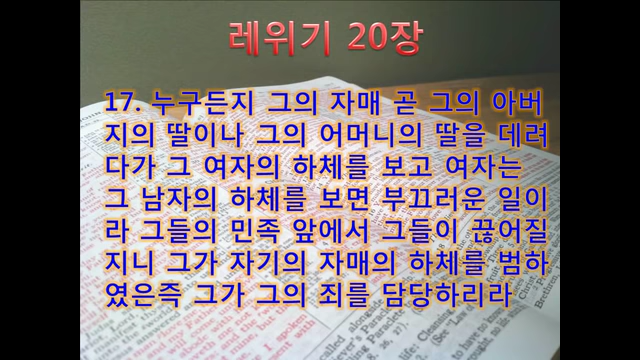 레위기 20장
17. 누구든지 그의 자매 곧 그의 아버
지의 딸이나 그의 어머니의 딸을 데려
다가 그 여자의 하체를 보고 여자는
그 남자의 하체를 보면 부끄러운 일이
라 그들의 민족 앞에서 그들이 끊어질
지니 그가 자기의 자매의 하체를 범하
였은즉 그가 그의 죄를 담당하리라